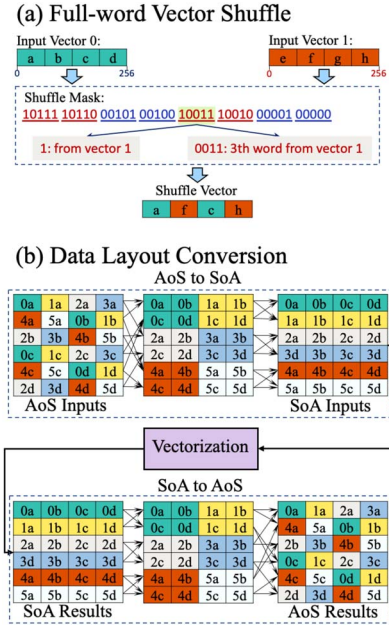 (a) Full-word Vector Shuffle
Input Vector 0: Input Vector 1:
a b c d e f g h
0 256 0 256
Shuffle Mask:
10111 10110 00101 00100 10011 10010 00001 00000
1: from vector 1 0011: 3th word from vector 1
Shuffle Vector
a f c h
(b) Data Layout Conversion
AoS to SoA
0a 1a 2a 3a 0a 0b 1a 1b 0a 0b 0c 0d
4a 5a 0b 1b 0c 0d 1c 1d 1a 1b 1c 1d
2b 3b 4b 5b 2a 2b 3a 3b 2a 2b 2c 2d
0c 1c 2c 3c 2c 2d 3c 3d 3a 3b 3c 3d
4c 5c 0d 1d 4a 4b 5a 5b 4a 4b 4c 4d
2d 3d 4d 5d 4c 4d 5c 5d 5a 5b 5c 5d
AoS Inputs SoA Inputs
Vectorization
SoA to AoS
0a 0b 0c 0d 0a 0b 1a 1b 0a 1a 2a 3a
1a 1b 1c 1d 0c 0d 1c 1d 4a 5a 0b 1b
2a 2b 2c 2d 2a 2b 3a 3b 2b 3b 4b 5b
3a 3b 3c 3d 2c 2d 3c 3d 0c 1c 2c 3c
4a 4b 4c 4d 4a 4b 5a 5b 4c 5c 0d 1d
5a 5b 5c 5d 4c 4d 5c 5d 2d 3d 4d 5d
SoA Results AoS Results